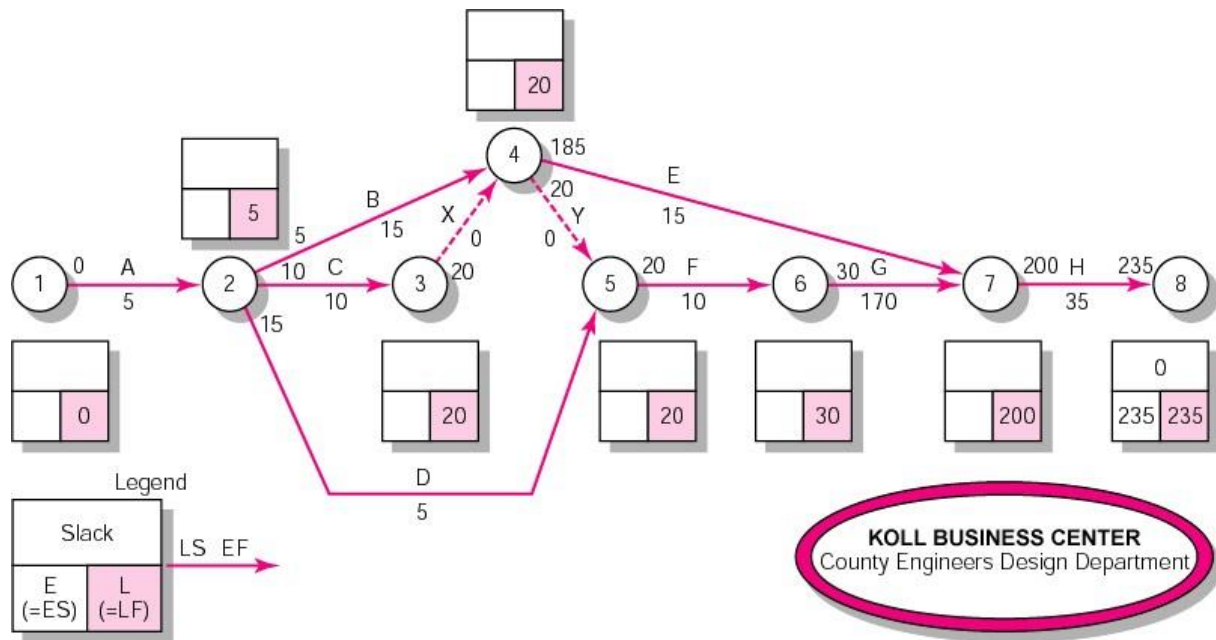 20
4
185
E
15
20
Y
0
B
15
X
0
5
5
1
0
A
5
2
10
C
10
3
20
15
5
20
F
10
6
30
G
170
7
200
H
35
235
8
0
20
20
30
200
0
235
235
D
5
Legend
Slack
E
(=ES)
L
(=LF)
LS EF
KOLL BUSINESS CENTER
County Engineers Design Department